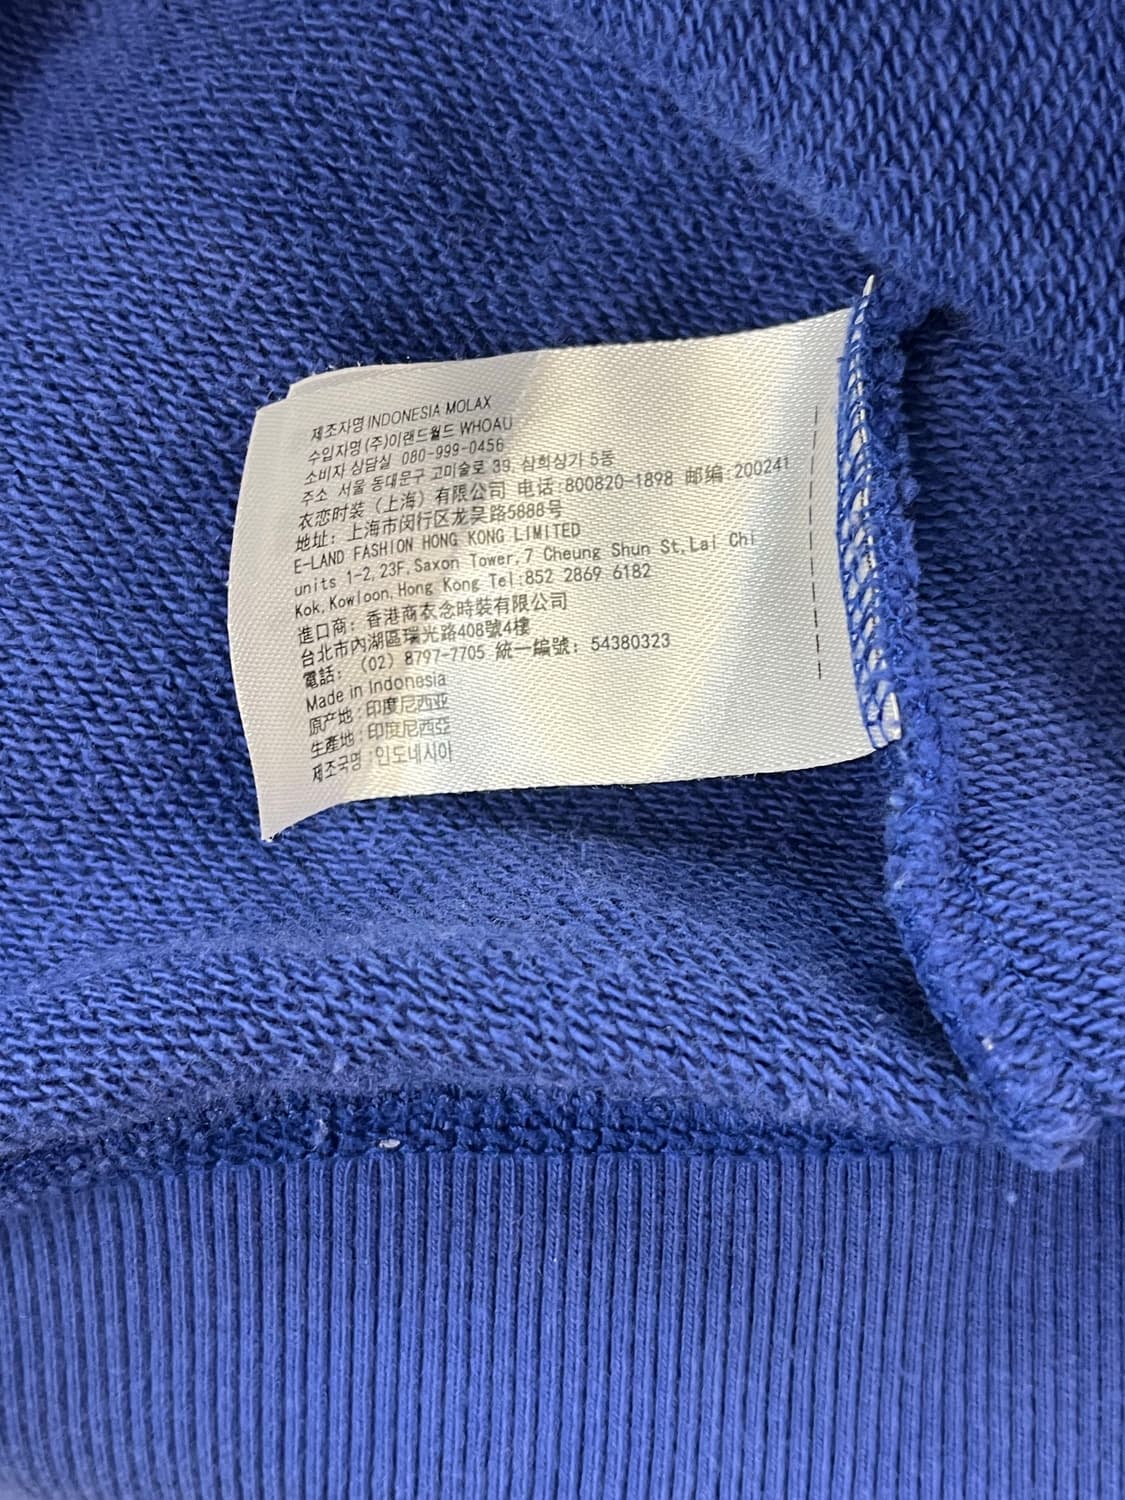 제조자명 INDONESIA MOLAX
수입자명 (주)이랜드월드 WHOAU
소비자 상담실 080-999-0456
주소 서울 동대문구 고미술로 39, 삼희상가 5동
衣恋时装（上海）有限公司 电话:800820-1898 邮编:200241
地址: 上海市闵行区龙吴路5888号
E-LAND FASHION HONG KONG LIMITED
units 1-2,23F,Saxon Tower,7 Cheung Shun St,Lai Chi
Kok,Kowloon,Hong Kong Tel:852 2869 6182
進口商: 香港商衣念時裝有限公司
台北市內湖區瑞光路408號4樓
電話: (02) 8797-7705 統一編號: 54380323
Made in Indonesia
原产地:印度尼西亚
生產地:印度尼西亞
제조국명:인도네시아